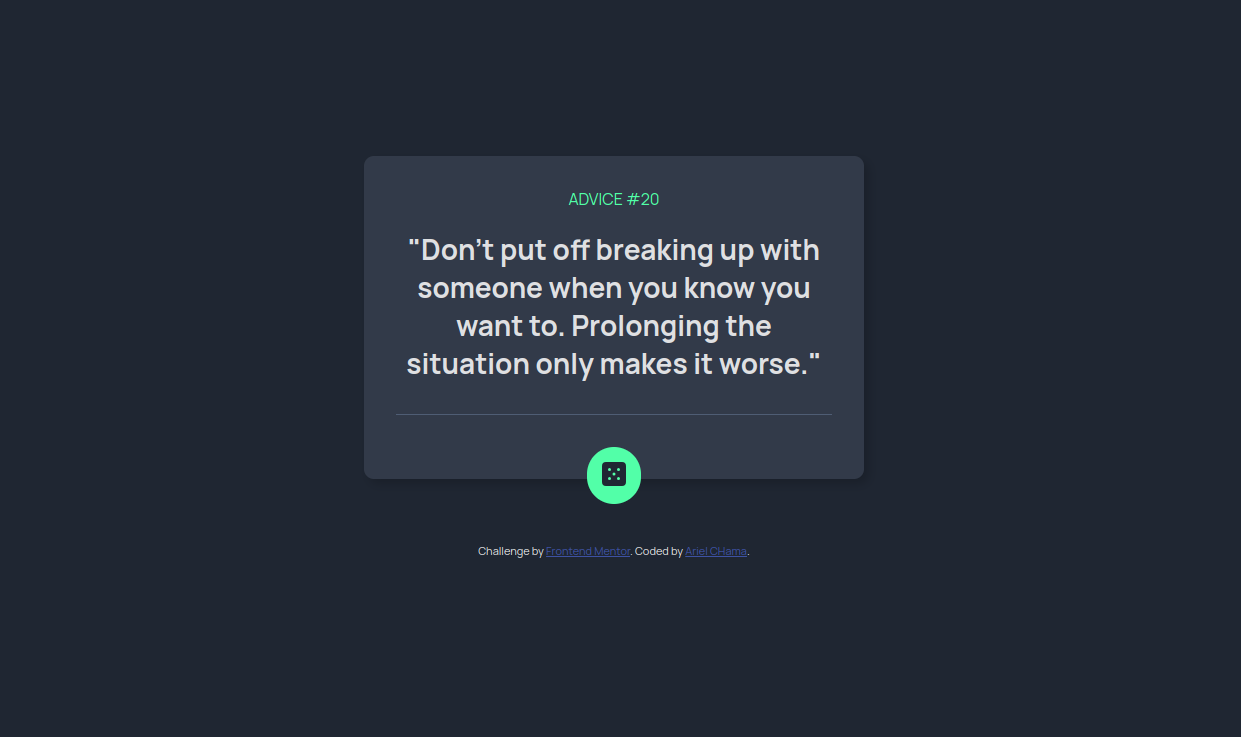 ADVICE #20
"Don't put off breaking up with
someone when you know you
want to. Prolonging the
situation only makes it worse."
Challenge by Frontend Mentor. Coded by Ariel CHama.